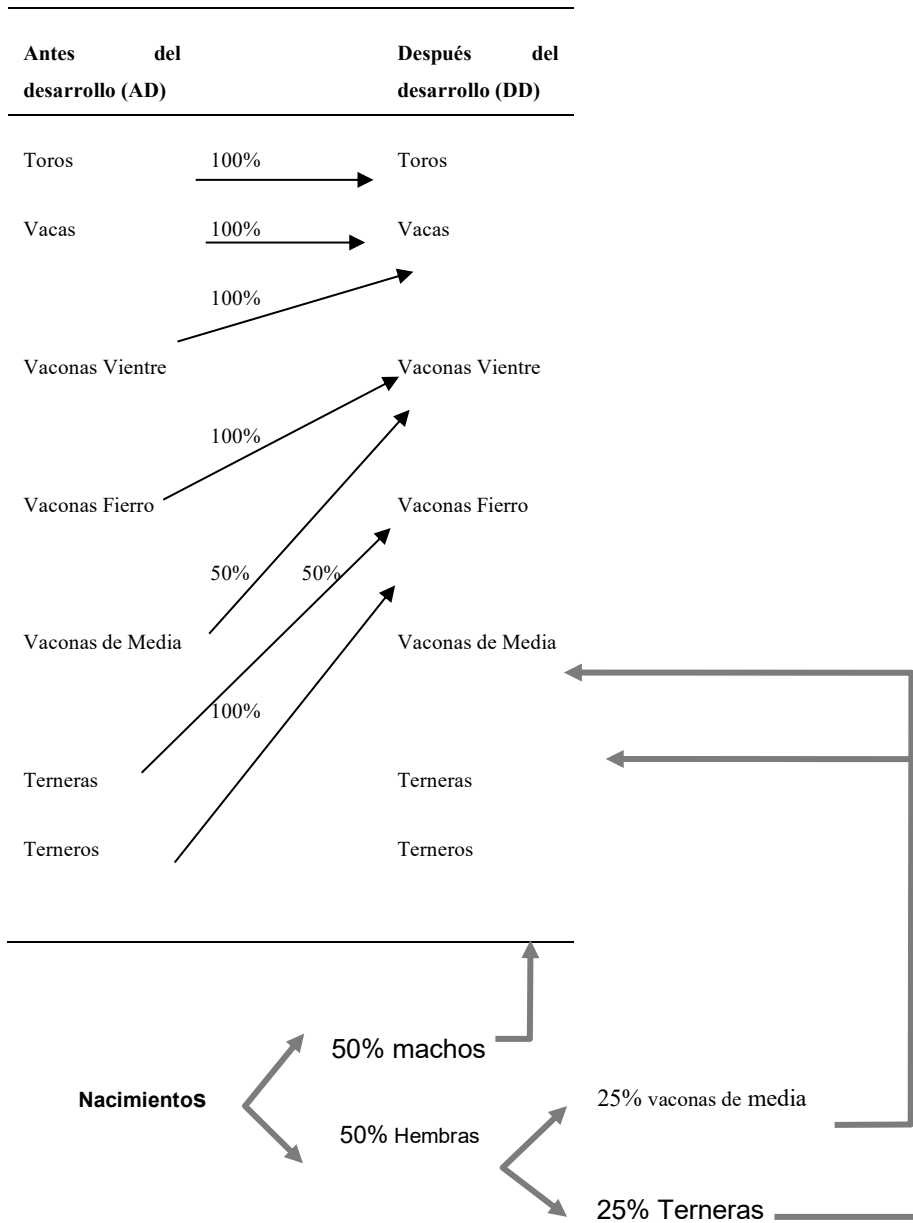 Antes del Después del
desarrollo (AD) desarrollo (DD)
Toros 100% Toros
Vacas 100% Vacas
100%
Vaconas Vientre Vaconas Vientre
100%
Vaconas Fierro Vaconas Fierro
50% 50%
Vaconas de Media Vaconas de Media
100%
Terneras Terneras
Terneros Terneros
50% machos
Nacimientos 25% vaconas de media
50% Hembras
25% Terneras